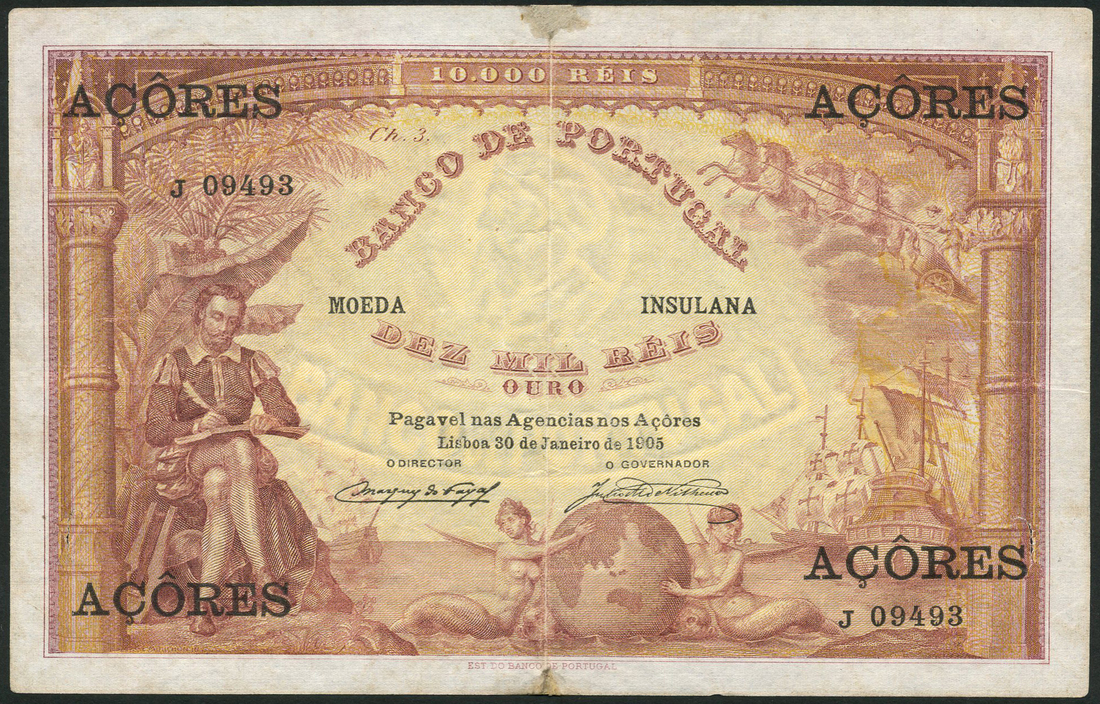 10.000 RÉIS
AÇÔRES AÇÔRES
Ch. 3.
BANCO DE PORTUGAL
J 09493
MOEDA INSULANA
DEZ MIL RÉIS
OURO
Pagavel nas Agencias nos Açôres
Lisboa 30 de Janeiro de 1905
O DIRECTOR O GOVERNADOR
AÇÔRES AÇÔRES
J 09493
EST. DO BANCO DE PORTUGAL